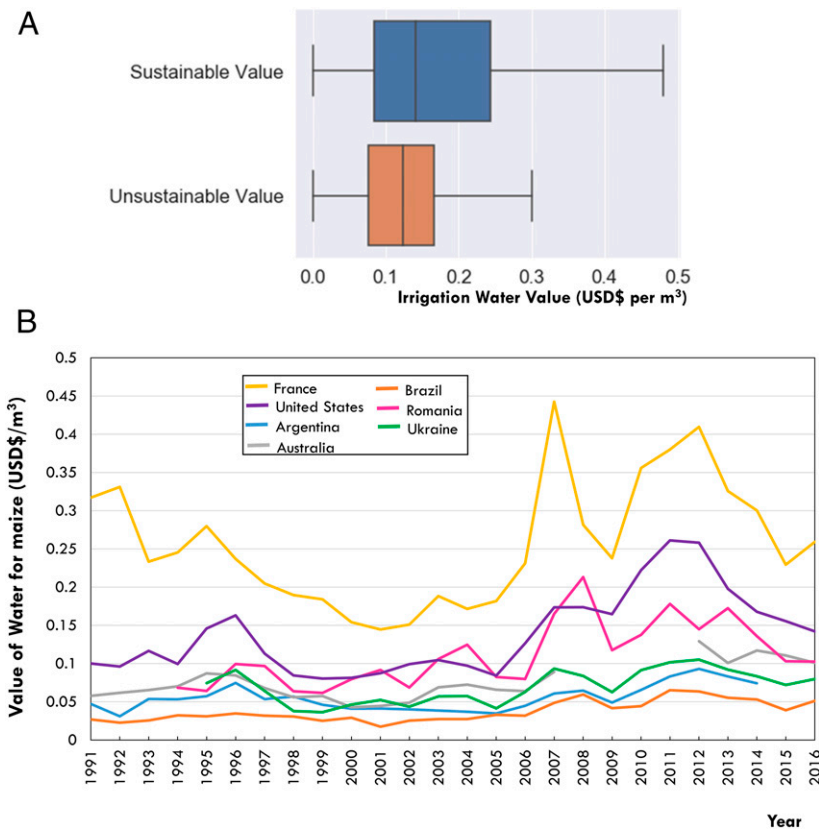 A
Sustainable Value
Unsustainable Value
0.0 0.1 0.2 0.3 0.4 0.5
Irrigation Water Value (USD$ per m³)
B
Value of Water for maize (USD$/m³)
0.5
0.45
0.4
0.35
0.3
0.25
0.2
0.15
0.1
0.05
0
France Brazil
United States Romania
Argentina Ukraine
Australia
1991 1992 1993 1994 1995 1996 1997 1998 1999 2000 2001 2002 2003 2004 2005 2006 2007 2008 2009 2010 2011 2012 2013 2014 2015 2016
Year